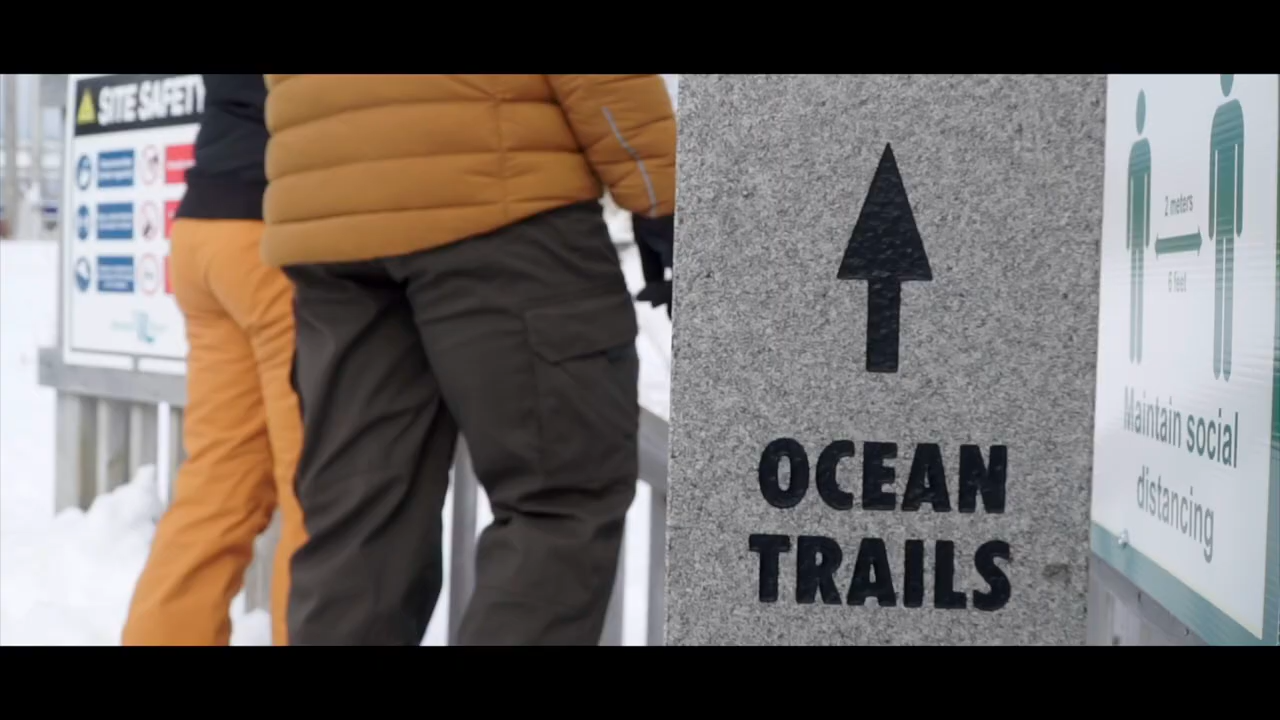 SITE SAFETY
OCEAN
TRAILS
2 meters
6 feet
Maintain social
distancing